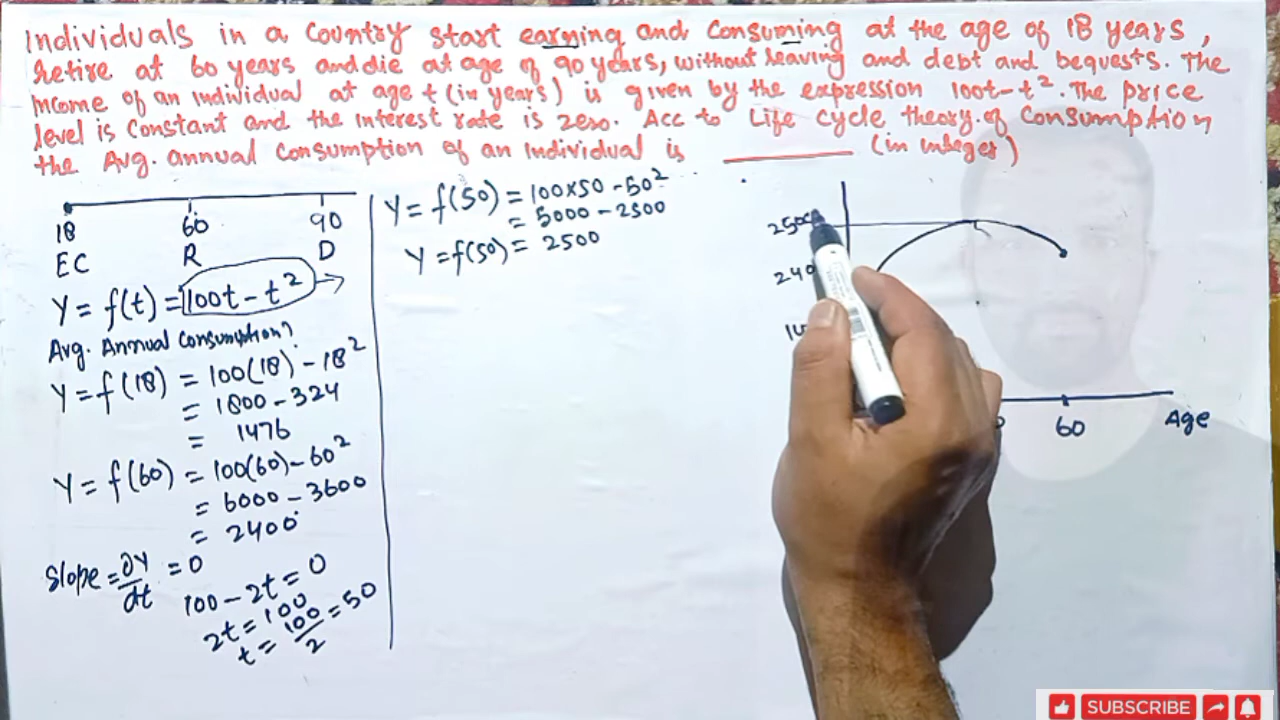 Individuals in a Country start earning and Consuming at the age of 18 years,
Retire at 60 years and die at age of 90 years, without leaving and debt and bequests. The
Income of an individual at age t (in years) is given by the expression 100t-t². The price
level is Constant and the interest rate is zero. Acc to Life Cycle theory of Consumption
the Avg. annual Consumption of an individual is ______ (in integer)
18 60 90
EC R D
Y = f(t) = 100t - t²
Avg. Annual Consumption?
Y = f(18) = 100(18) - 18²
= 1800 - 324
= 1476
Y = f(60) = 100(60) - 60²
= 6000 - 3600
= 2400
Slope = ∂Y/dt = 0
100 - 2t = 0
2t = 100
t = 100/2 = 50
Y = f(50) = 100×50 - 50²
= 5000 - 2500
Y = f(50) = 2500
2500
240
60 Age
SUBSCRIBE